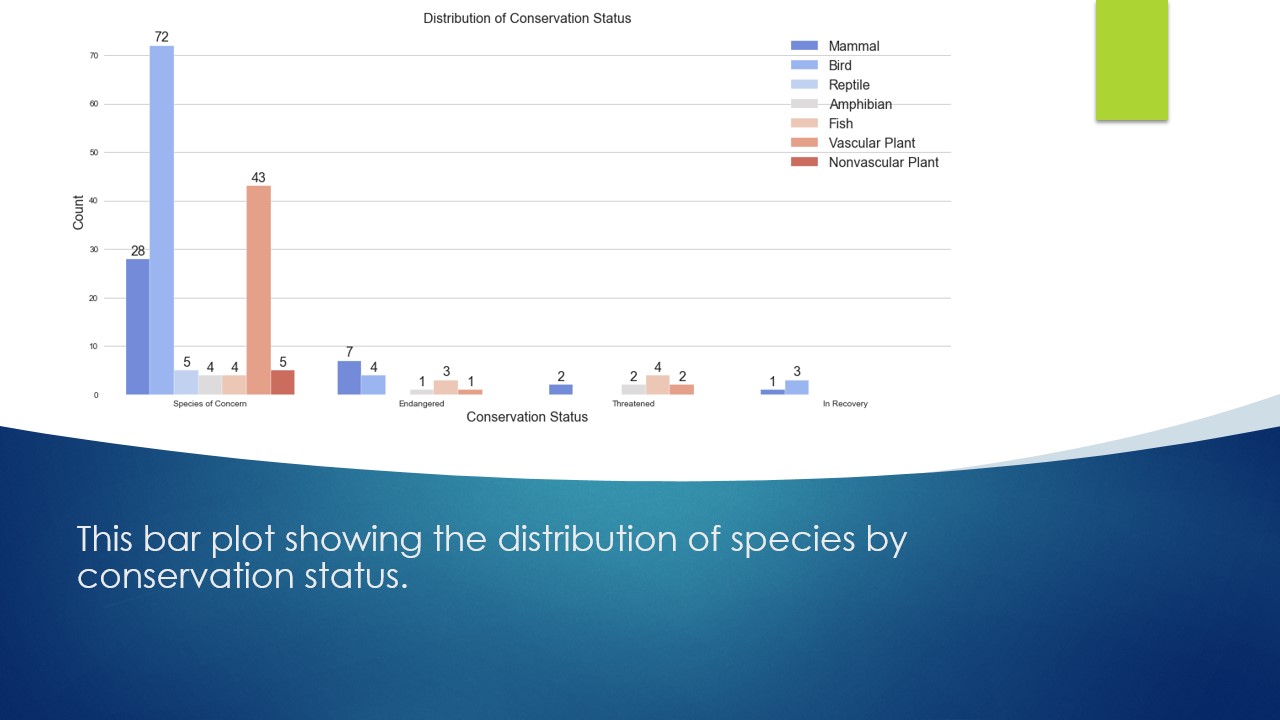 Distribution of Conservation Status
72
70
60
50
40
30
20
10
0
Count
28
5
4
4
43
5
7
4
1
3
1
2
2
4
2
1
3
Mammal
Bird
Reptile
Amphibian
Fish
Vascular Plant
Nonvascular Plant
Species of Concern
Endangered
Threatened
In Recovery
Conservation Status
This bar plot showing the distribution of species by
conservation status.